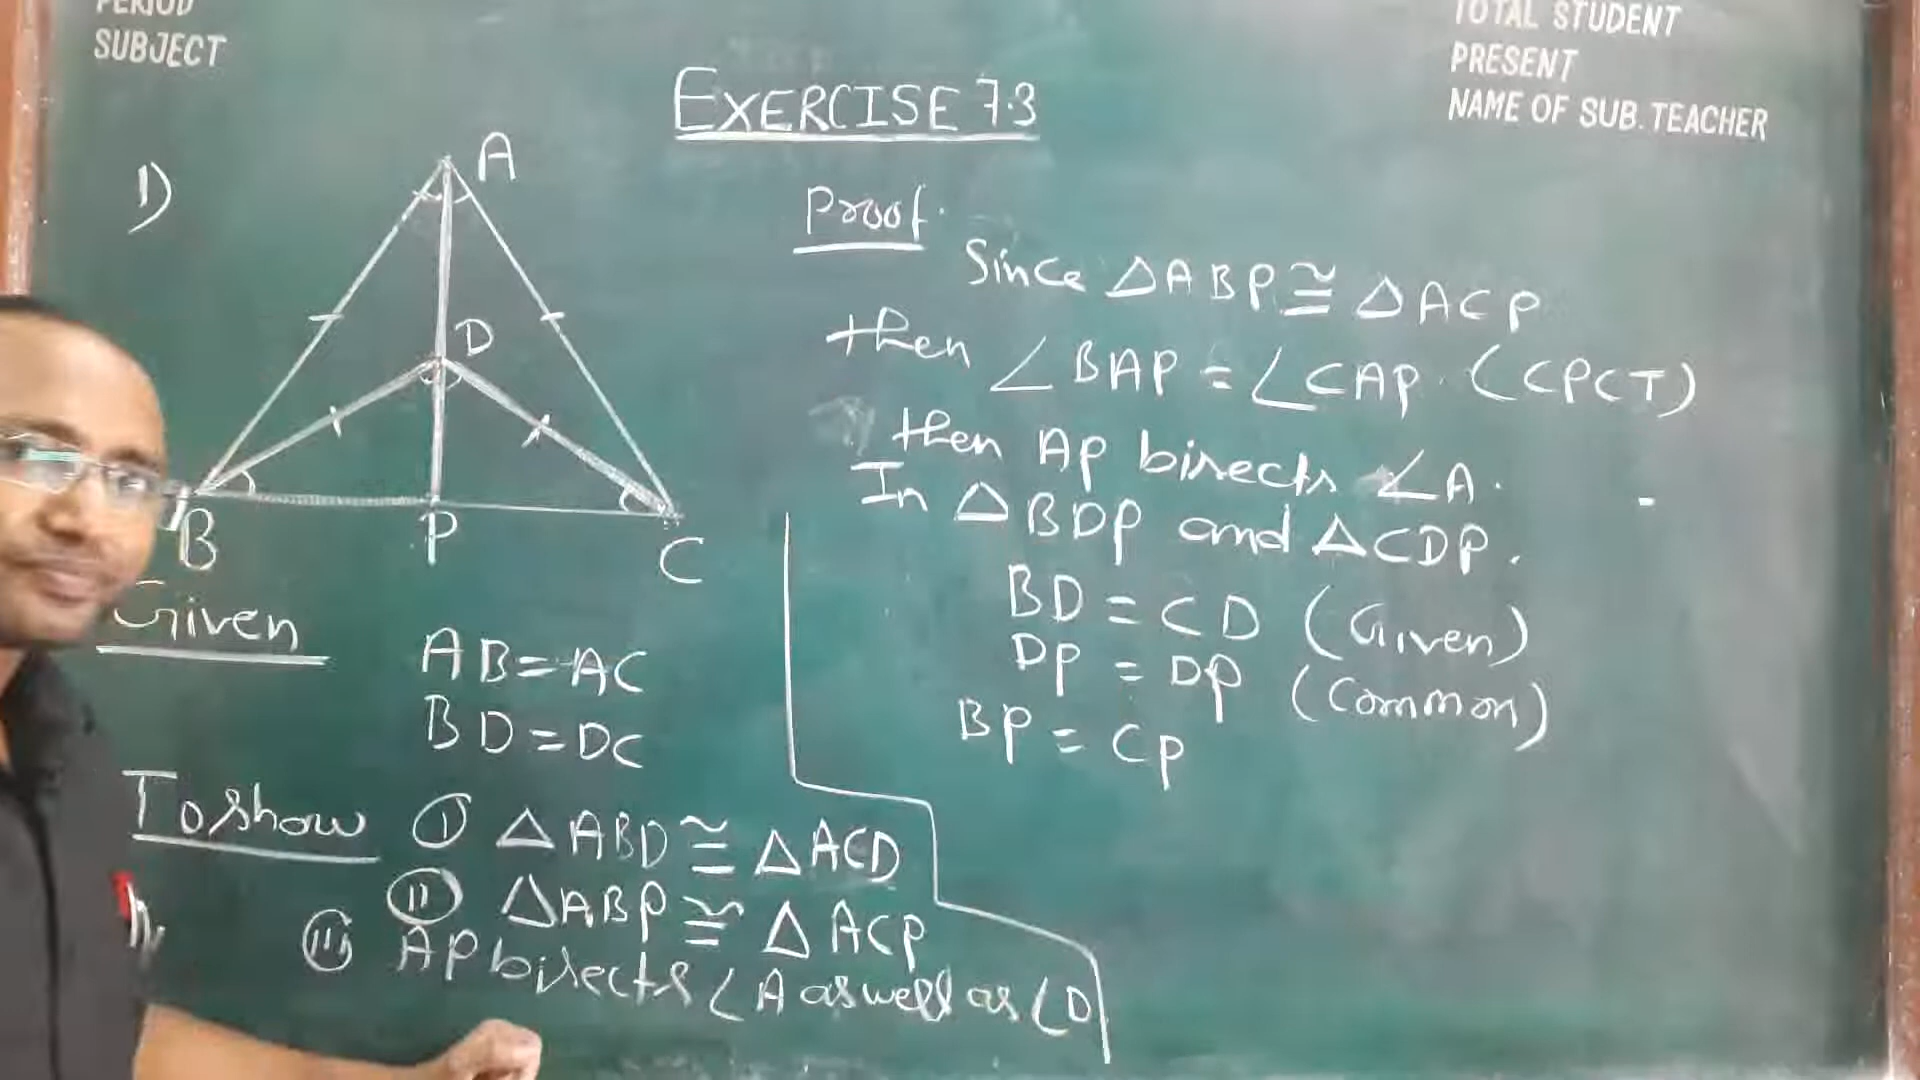 PERIOD
SUBJECT
TOTAL STUDENT
PRESENT
NAME OF SUB. TEACHER
EXERCISE 7.3
1)
A
D
B
P
C
Given
AB=AC
BD=DC
To show (I) △ABD≅△ACD
(II) △ABP≅△ACP
(III) AP bisects ∠A as well as ∠D
Proof.
Since △ABP≅△ACP
then ∠BAP=∠CAP. (CPCT)
then AP bisects ∠A.
In △BDP and △CDP.
BD=CD (Given)
DP=DP (Common)
BP=CP